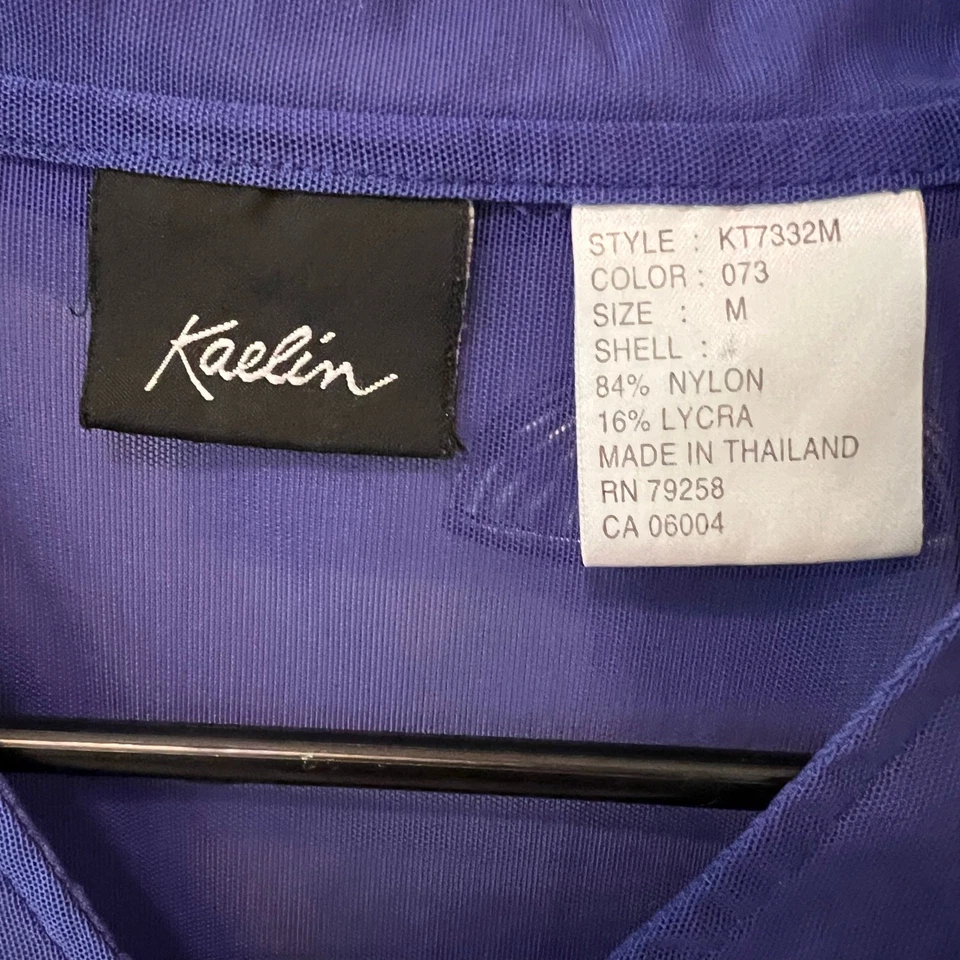 Kaelin
STYLE : KT7332M
COLOR : 073
SIZE : M
SHELL :
84% NYLON
16% LYCRA
MADE IN THAILAND
RN 79258
CA 06004